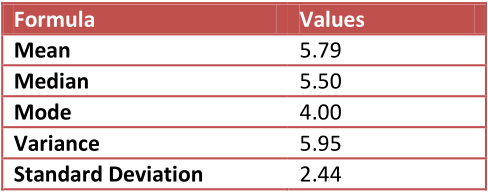 Formula Values
Mean 5.79
Median 5.50
Mode 4.00
Variance 5.95
Standard Deviation 2.44